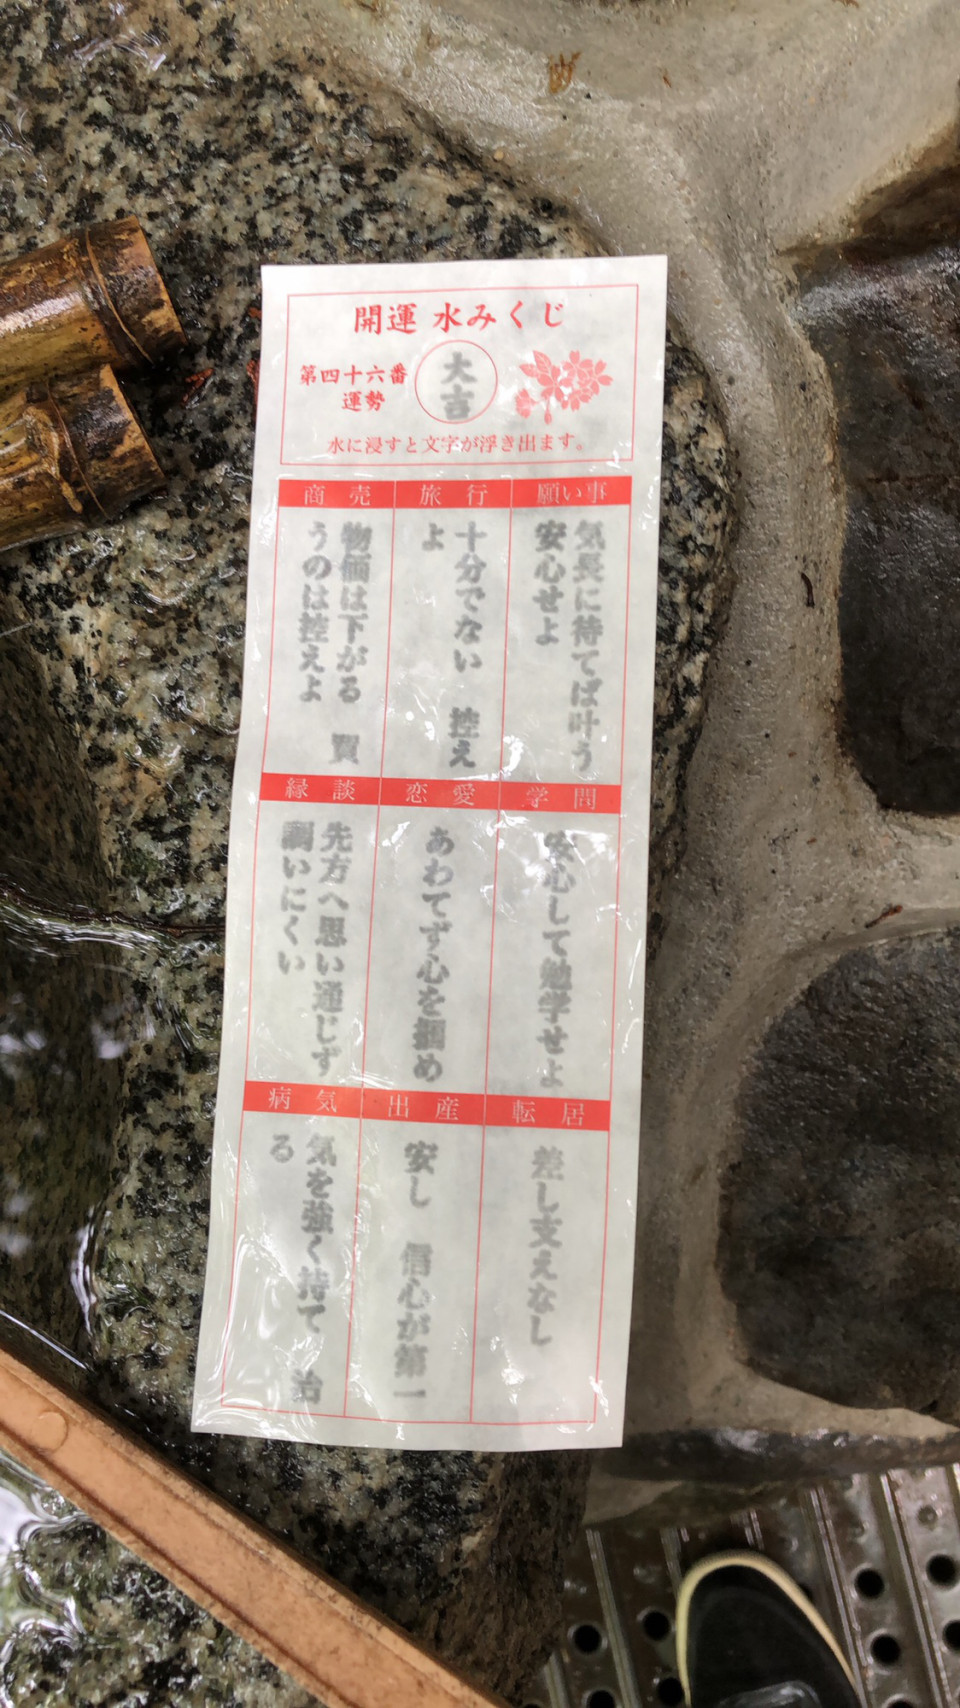 開運 水みくじ
第四十六番
運勢
大吉
水に浸すと文字が浮き出ます。
願い事
気長に待てば叶う
安心せよ
旅行
十分でない 控え
よ
商売
物価は下がる 買
うのは控えよ
学問
安心して勉学せよ
恋愛
あわてず心を掴め
縁談
先方へ思い通じず
調いにくい
転居
差し支えなし
出産
安し 信心が第一
病気
気を強く持て 治
る